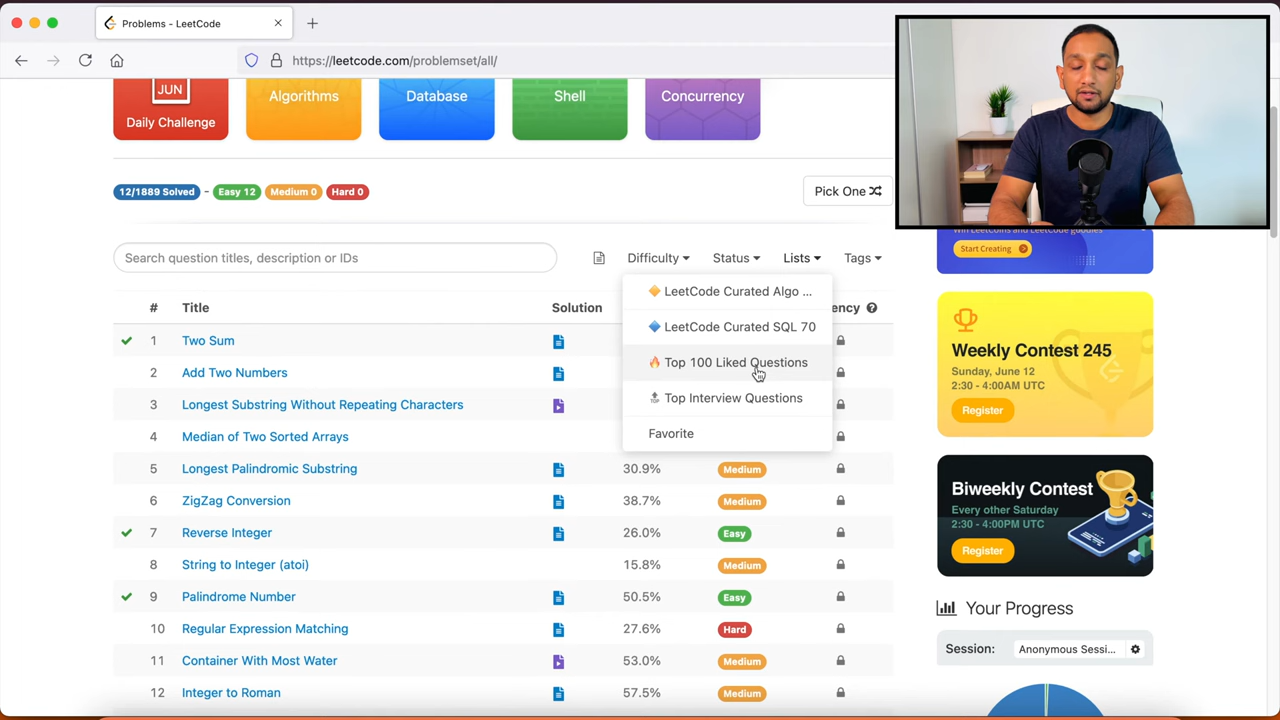 Problems - LeetCode
https://leetcode.com/problemset/all/
JUN
Daily Challenge
Algorithms
Database
Shell
Concurrency
12/1889 Solved - Easy 12 Medium 0 Hard 0
Pick One
Start Creating
Search question titles, description or IDs
Difficulty Status Lists Tags
LeetCode Curated Algo ...
LeetCode Curated SQL 70
Top 100 Liked Questions
Top Interview Questions
Favorite
# Title Solution ency
1 Two Sum
2 Add Two Numbers
3 Longest Substring Without Repeating Characters
4 Median of Two Sorted Arrays
5 Longest Palindromic Substring 30.9% Medium
6 ZigZag Conversion 38.7% Medium
7 Reverse Integer 26.0% Easy
8 String to Integer (atoi) 15.8% Medium
9 Palindrome Number 50.5% Easy
10 Regular Expression Matching 27.6% Hard
11 Container With Most Water 53.0% Medium
12 Integer to Roman 57.5% Medium
Weekly Contest 245
Sunday, June 12
2:30 - 4:00AM UTC
Register
Biweekly Contest
Every other Saturday
2:30 - 4:00PM UTC
Register
Your Progress
Session: Anonymous Sessi...